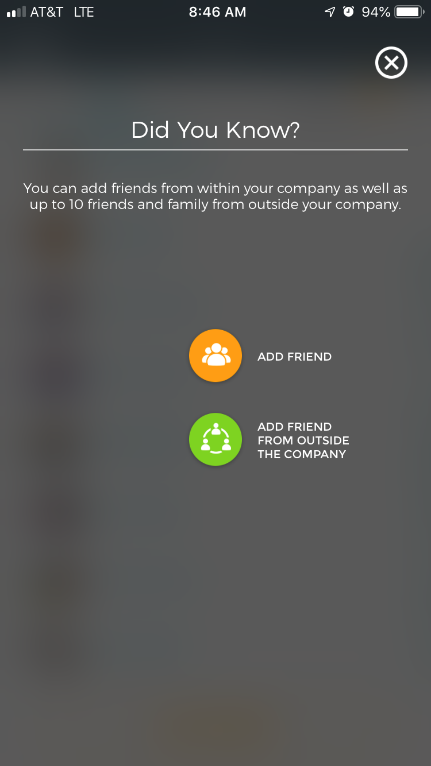 AT&T LTE 8:46 AM 94%
Did You Know?
You can add friends from within your company as well as
up to 10 friends and family from outside your company.
ADD FRIEND
ADD FRIEND
FROM OUTSIDE
THE COMPANY